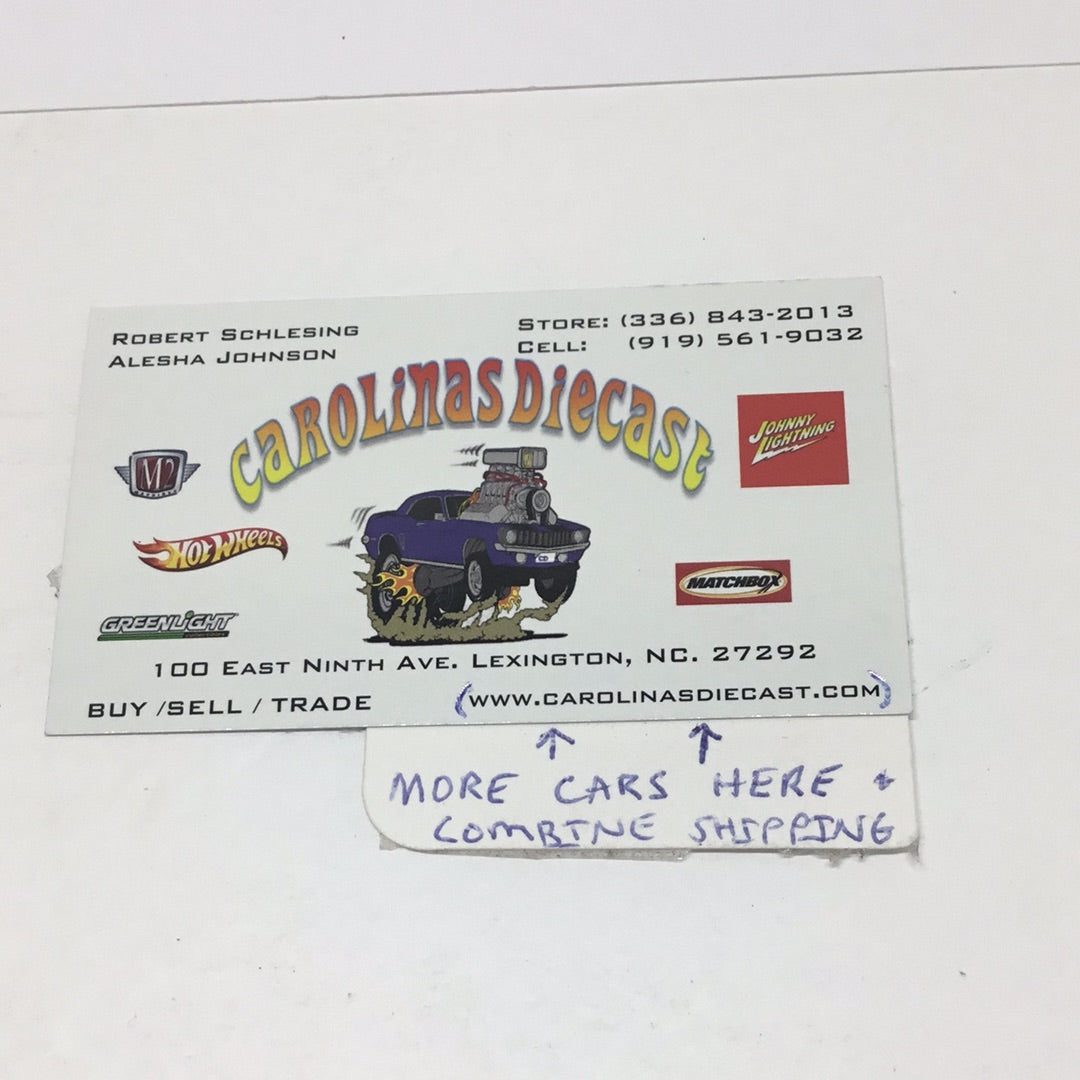 ROBERT SCHLESING
ALESHA JOHNSON
STORE: (336) 843-2013
CELL: (919) 561-9032
CAROLINAS DIECAST
M2
JOHNNY
LIGHTNING
HOT WHEELS
MATCHBOX
GREENLIGHT
CD
100 EAST NINTH AVE. LEXINGTON, NC. 27292
BUY /SELL / TRADE
(WWW.CAROLINASDIECAST.COM)
↑ ↑
MORE CARS HERE +
COMBINE SHIPPING